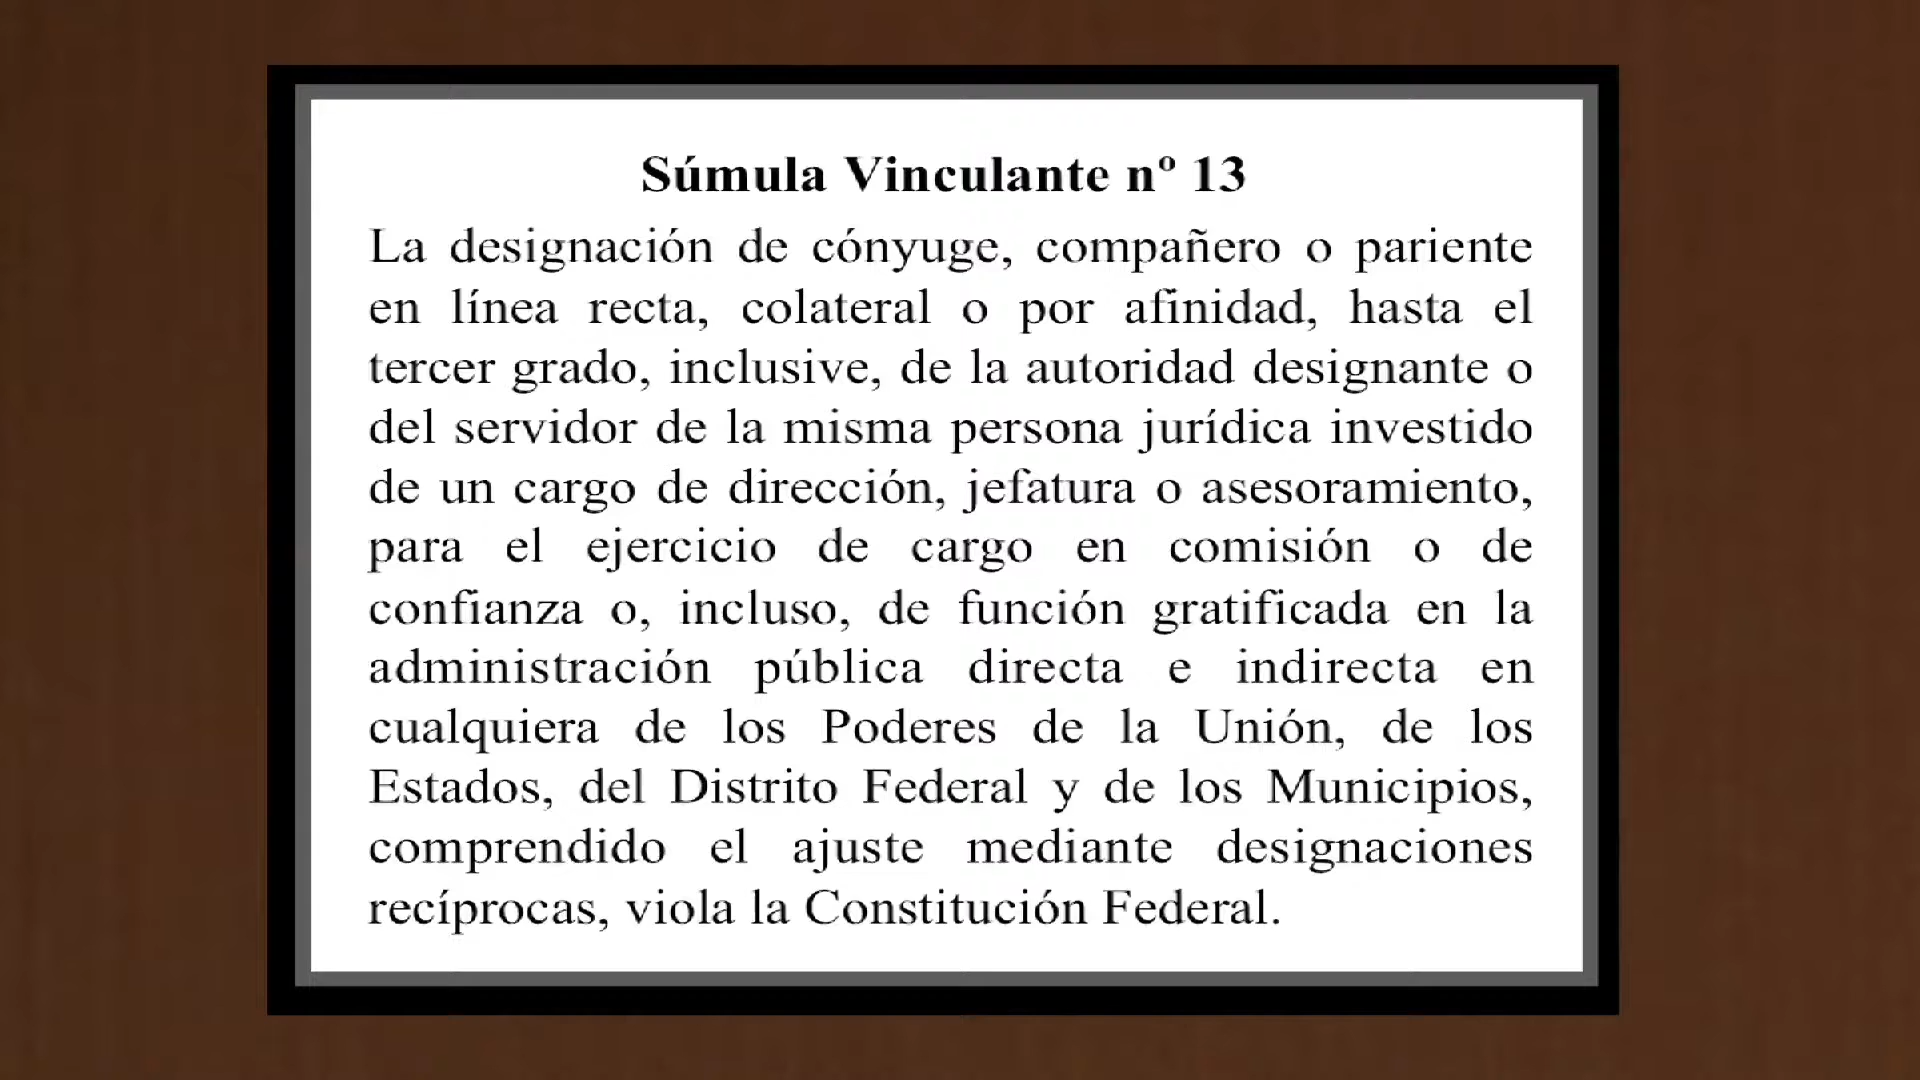 Súmula Vinculante nº 13
La designación de cónyuge, compañero o pariente
en línea recta, colateral o por afinidad, hasta el
tercer grado, inclusive, de la autoridad designante o
del servidor de la misma persona jurídica investido
de un cargo de dirección, jefatura o asesoramiento,
para el ejercicio de cargo en comisión o de
confianza o, incluso, de función gratificada en la
administración pública directa e indirecta en
cualquiera de los Poderes de la Unión, de los
Estados, del Distrito Federal y de los Municipios,
comprendido el ajuste mediante designaciones
recíprocas, viola la Constitución Federal.